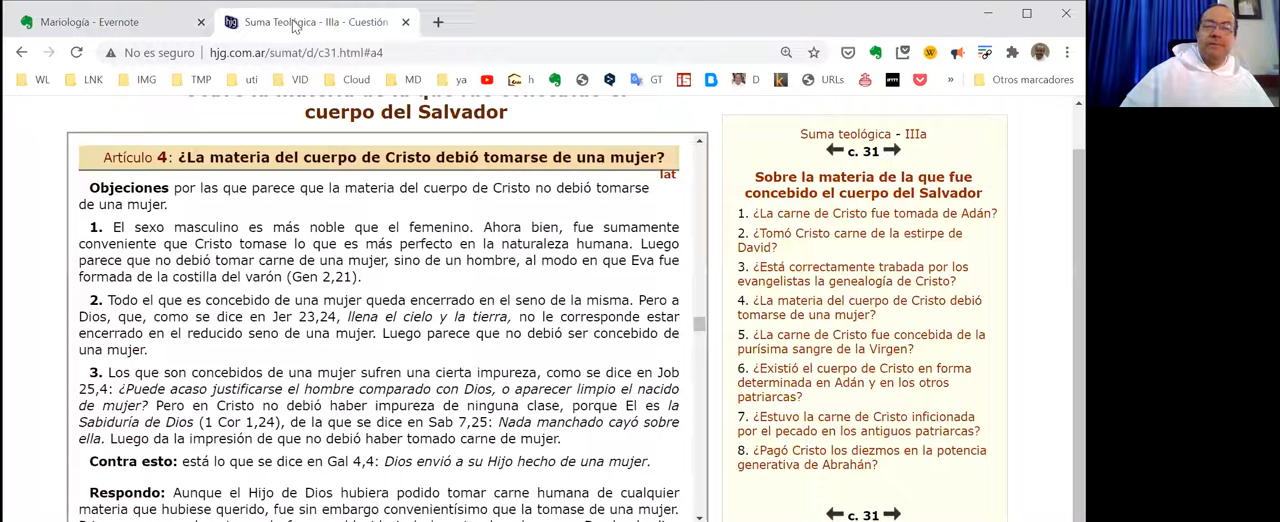 Mariología - Evernote
Suma Teológica - IIIa - Cuestión
No es seguro | hjg.com.ar/sumat/d/c31.html#a4
WL LNK IMG TMP uti VID Cloud MD ya h GT D URLs » Otros marcadores
cuerpo del Salvador
Artículo 4: ¿La materia del cuerpo de Cristo debió tomarse de una mujer?
lat
Objeciones por las que parece que la materia del cuerpo de Cristo no debió tomarse
de una mujer.
1. El sexo masculino es más noble que el femenino. Ahora bien, fue sumamente
conveniente que Cristo tomase lo que es más perfecto en la naturaleza humana. Luego
parece que no debió tomar carne de una mujer, sino de un hombre, al modo en que Eva fue
formada de la costilla del varón (Gen 2,21).
2. Todo el que es concebido de una mujer queda encerrado en el seno de la misma. Pero a
Dios, que, como se dice en Jer 23,24, llena el cielo y la tierra, no le corresponde estar
encerrado en el reducido seno de una mujer. Luego parece que no debió ser concebido de
una mujer.
3. Los que son concebidos de una mujer sufren una cierta impureza, como se dice en Job
25,4: ¿Puede acaso justificarse el hombre comparado con Dios, o aparecer limpio el nacido
de mujer? Pero en Cristo no debió haber impureza de ninguna clase, porque El es la
Sabiduría de Dios (1 Cor 1,24), de la que se dice en Sab 7,25: Nada manchado cayó sobre
ella. Luego da la impresión de que no debió haber tomado carne de mujer.
Contra esto: está lo que se dice en Gal 4,4: Dios envió a su Hijo hecho de una mujer.
Respondo: Aunque el Hijo de Dios hubiera podido tomar carne humana de cualquier
materia que hubiese querido, fue sin embargo convenientísimo que la tomase de una mujer.
Suma teológica - IIIa
c. 31
Sobre la materia de la que fue
concebido el cuerpo del Salvador
1. ¿La carne de Cristo fue tomada de Adán?
2. ¿Tomó Cristo carne de la estirpe de
David?
3. ¿Está correctamente trabada por los
evangelistas la genealogía de Cristo?
4. ¿La materia del cuerpo de Cristo debió
tomarse de una mujer?
5. ¿La carne de Cristo fue concebida de la
purísima sangre de la Virgen?
6. ¿Existió el cuerpo de Cristo en forma
determinada en Adán y en los otros
patriarcas?
7. ¿Estuvo la carne de Cristo inficionada
por el pecado en los antiguos patriarcas?
8. ¿Pagó Cristo los diezmos en la potencia
generativa de Abrahán?
c. 31